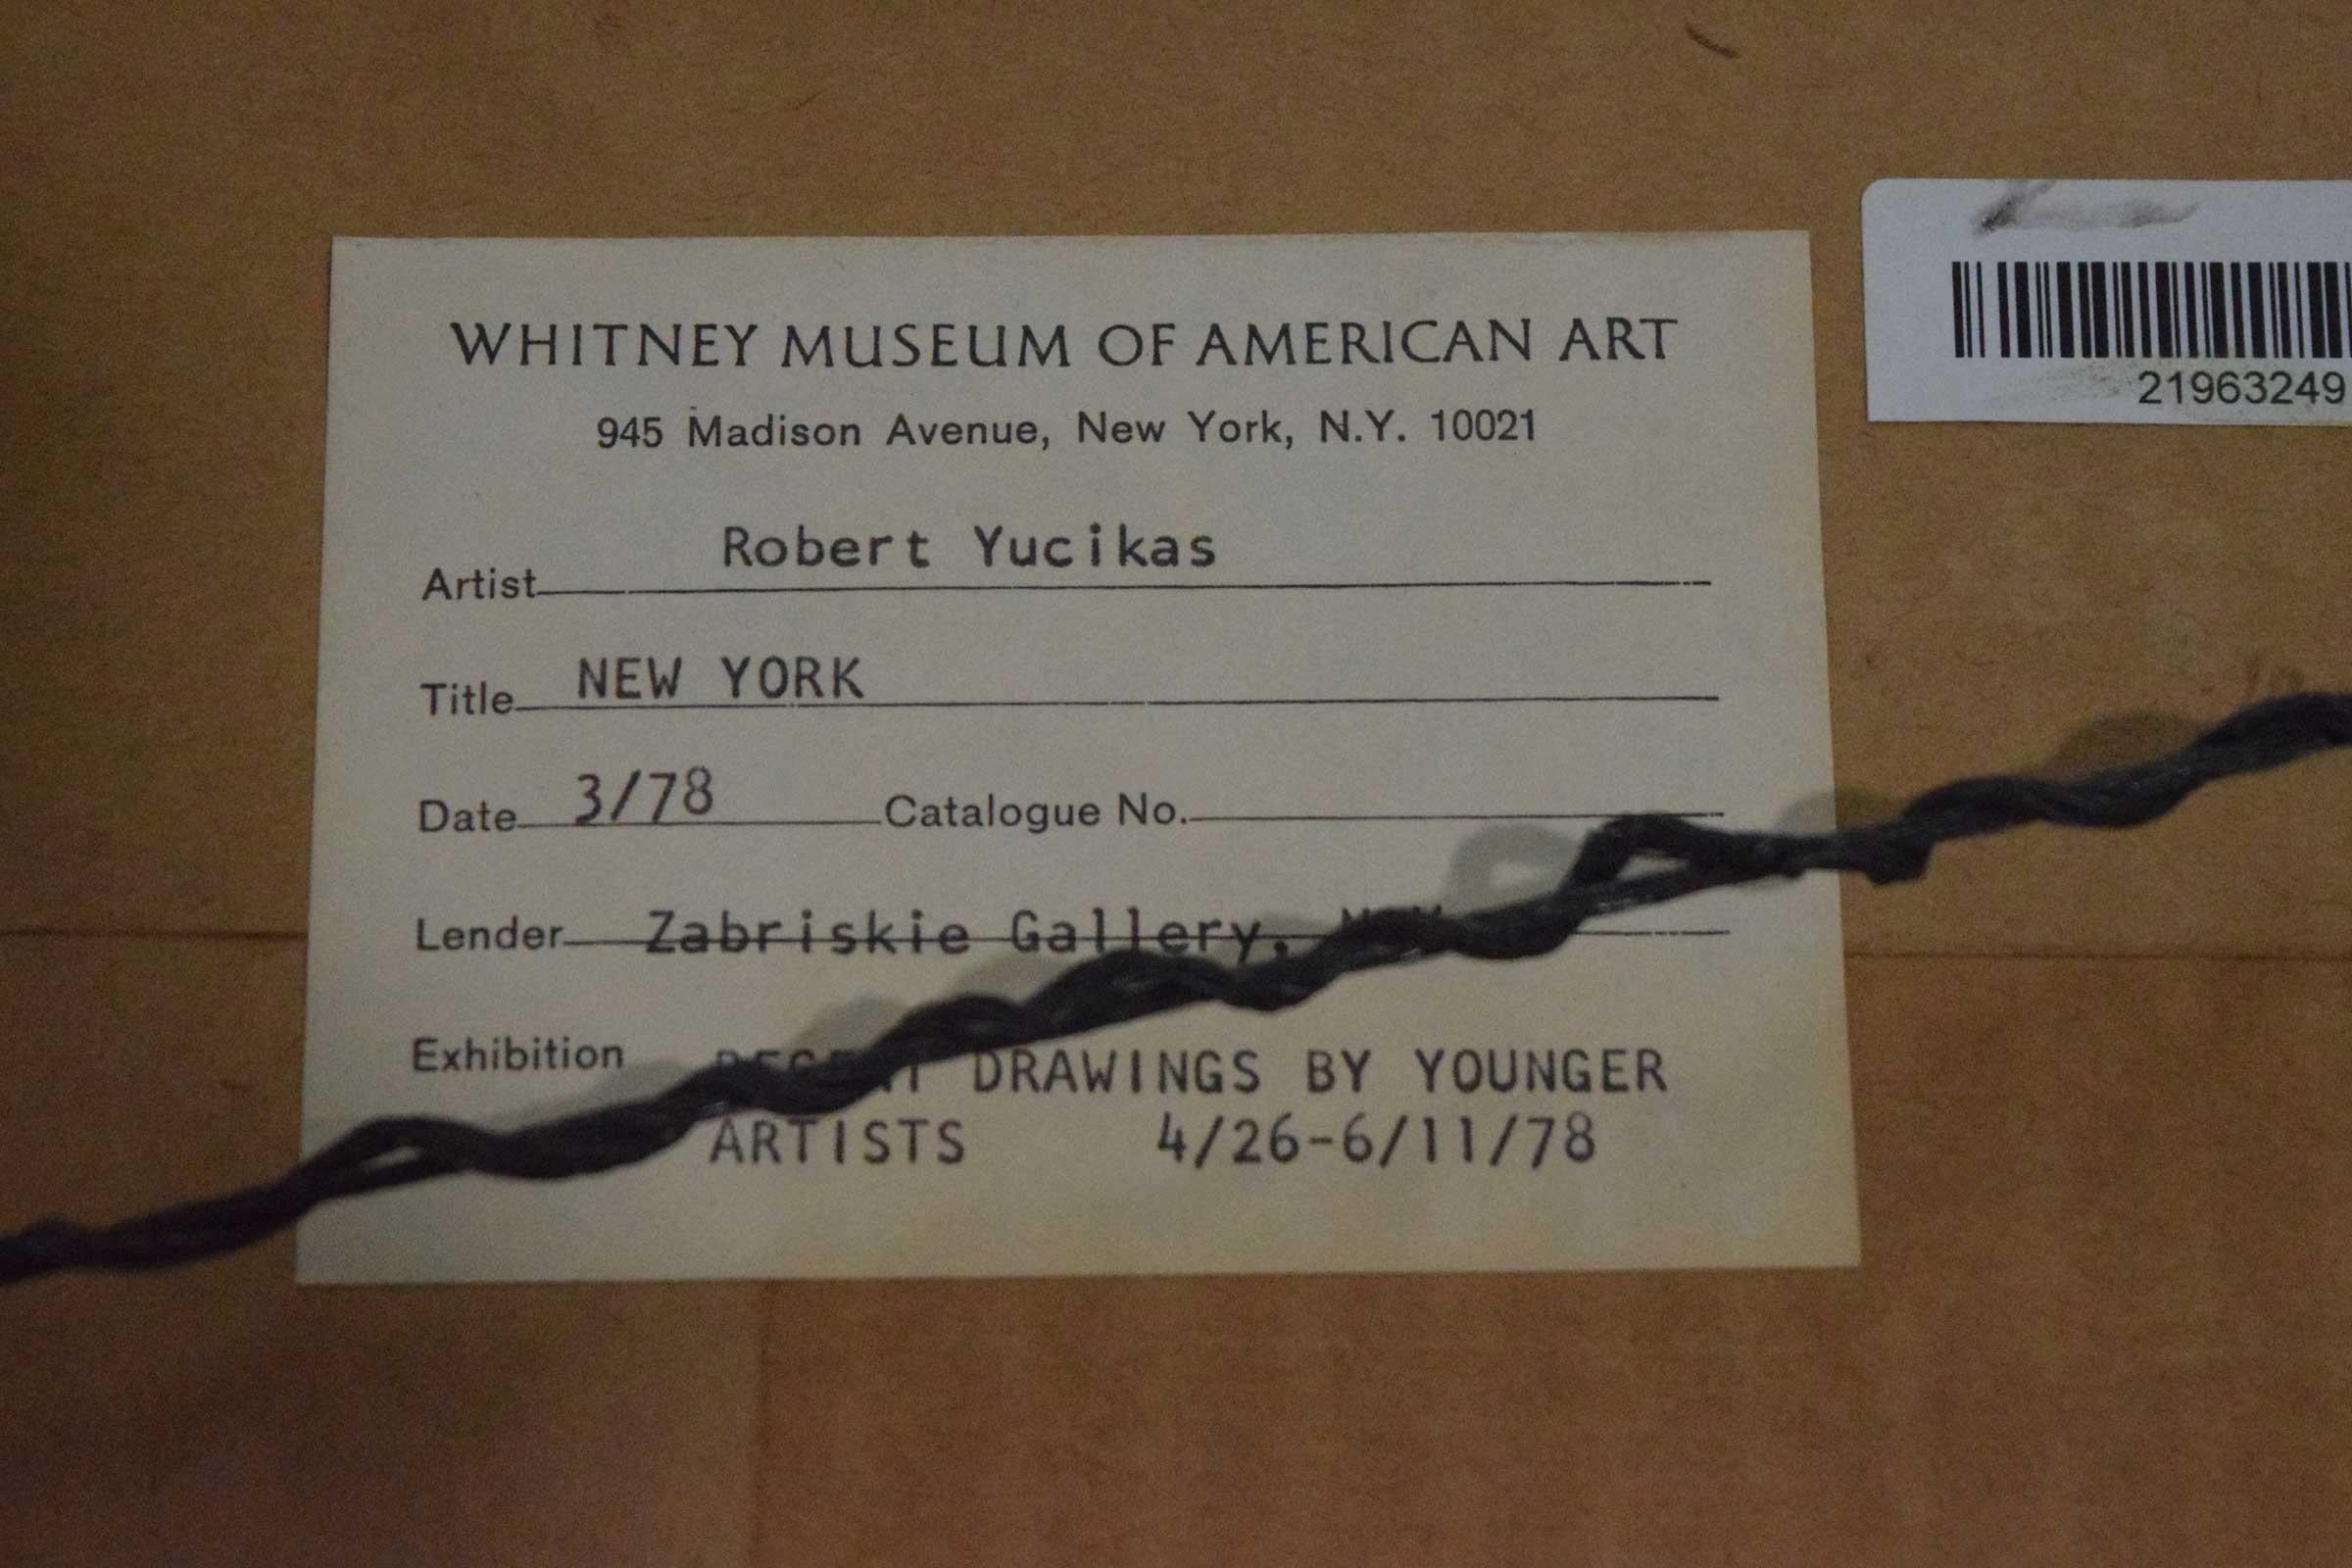 WHITNEY MUSEUM OF AMERICAN ART
945 Madison Avenue, New York, N.Y. 10021
Artist Robert Yucikas
Title NEW YORK
Date 3/78 Catalogue No.
Lender Zabriskie Gallery,
Exhibition RECENT DRAWINGS BY YOUNGER
ARTISTS 4/26-6/11/78
21963249